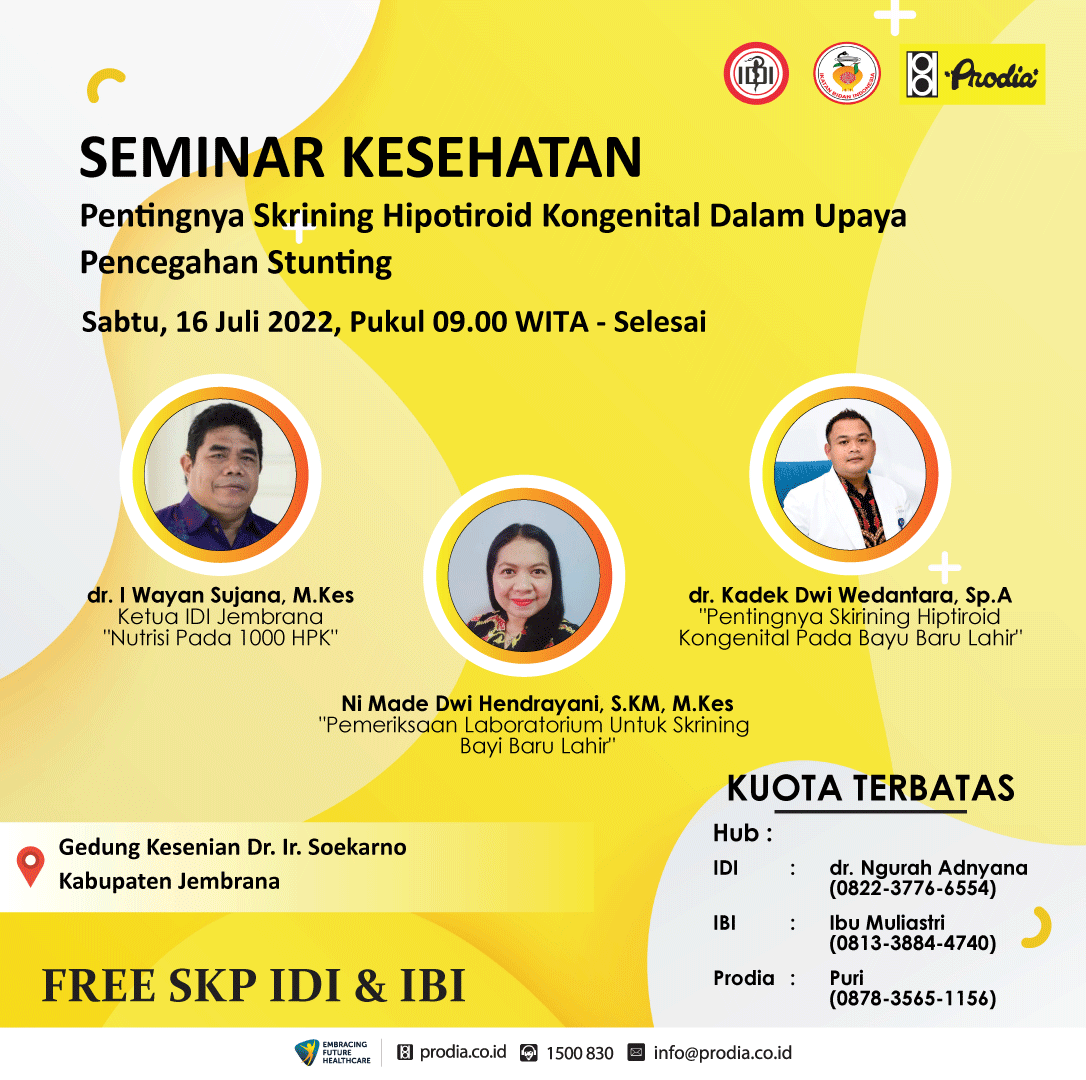 IDI
IKATAN BIDAN INDONESIA
Prodia
SEMINAR KESEHATAN
Pentingnya Skrining Hipotiroid Kongenital Dalam Upaya
Pencegahan Stunting
Sabtu, 16 Juli 2022, Pukul 09.00 WITA - Selesai
dr. I Wayan Sujana, M.Kes
Ketua IDI Jembrana
"Nutrisi Pada 1000 HPK"
dr. Kadek Dwi Wedantara, Sp.A
"Pentingnya Skirining Hiptiroid
Kongenital Pada Bayu Baru Lahir"
Ni Made Dwi Hendrayani, S.KM, M.Kes
"Pemeriksaan Laboratorium Untuk Skrining
Bayi Baru Lahir"
Gedung Kesenian Dr. Ir. Soekarno
Kabupaten Jembrana
FREE SKP IDI & IBI
KUOTA TERBATAS
Hub :
IDI : dr. Ngurah Adnyana
(0822-3776-6554)
IBI : Ibu Muliastri
(0813-3884-4740)
Prodia : Puri
(0878-3565-1156)
EMBRACING
FUTURE
HEALTHCARE
prodia.co.id 1500 830 info@prodia.co.id